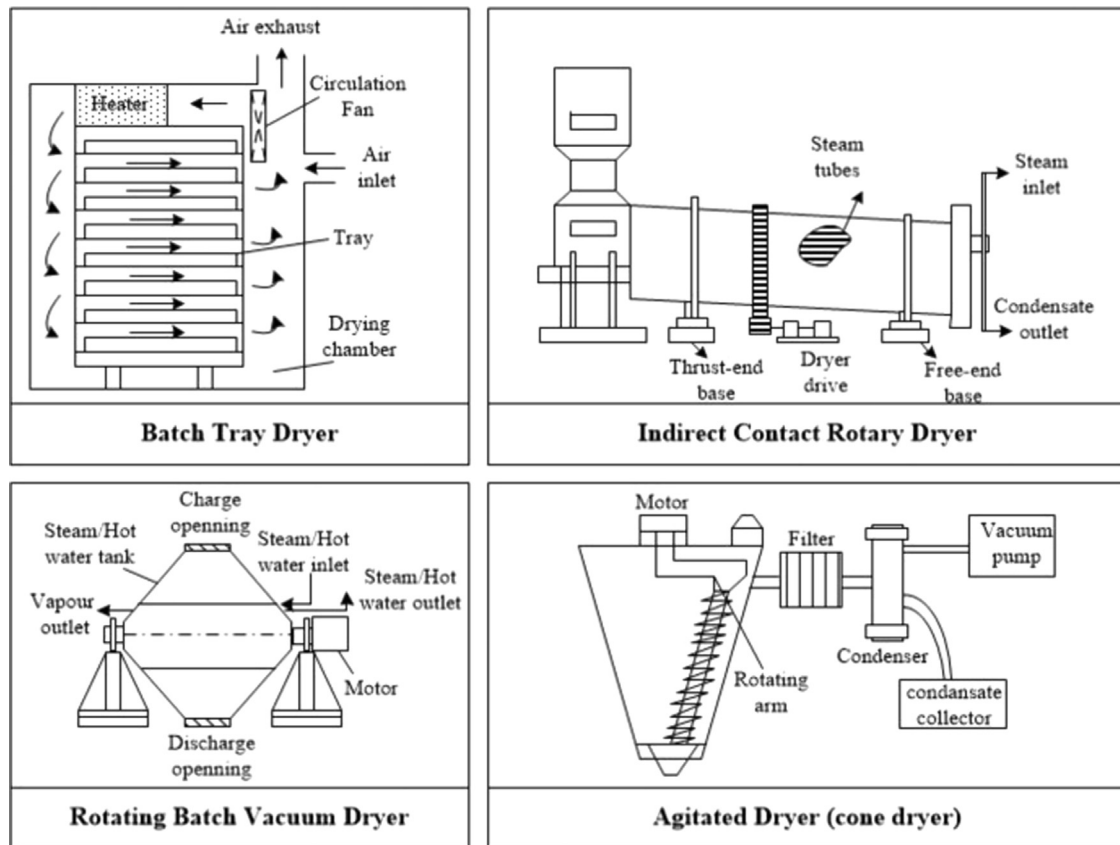 Air exhaust
Heater
Circulation
Fan
Air
inlet
Tray
Drying
chamber
Batch Tray Dryer
Steam
tubes
Steam
inlet
Condensate
outlet
Thrust-end
base
Dryer
drive
Free-end
base
Indirect Contact Rotary Dryer
Charge
openning
Steam/Hot
water tank
Steam/Hot
water inlet
Steam/Hot
water outlet
Vapour
outlet
Motor
Discharge
openning
Rotating Batch Vacuum Dryer
Motor
Filter
Vacuum
pump
Condenser
Rotating
arm
condansate
collector
Agitated Dryer (cone dryer)